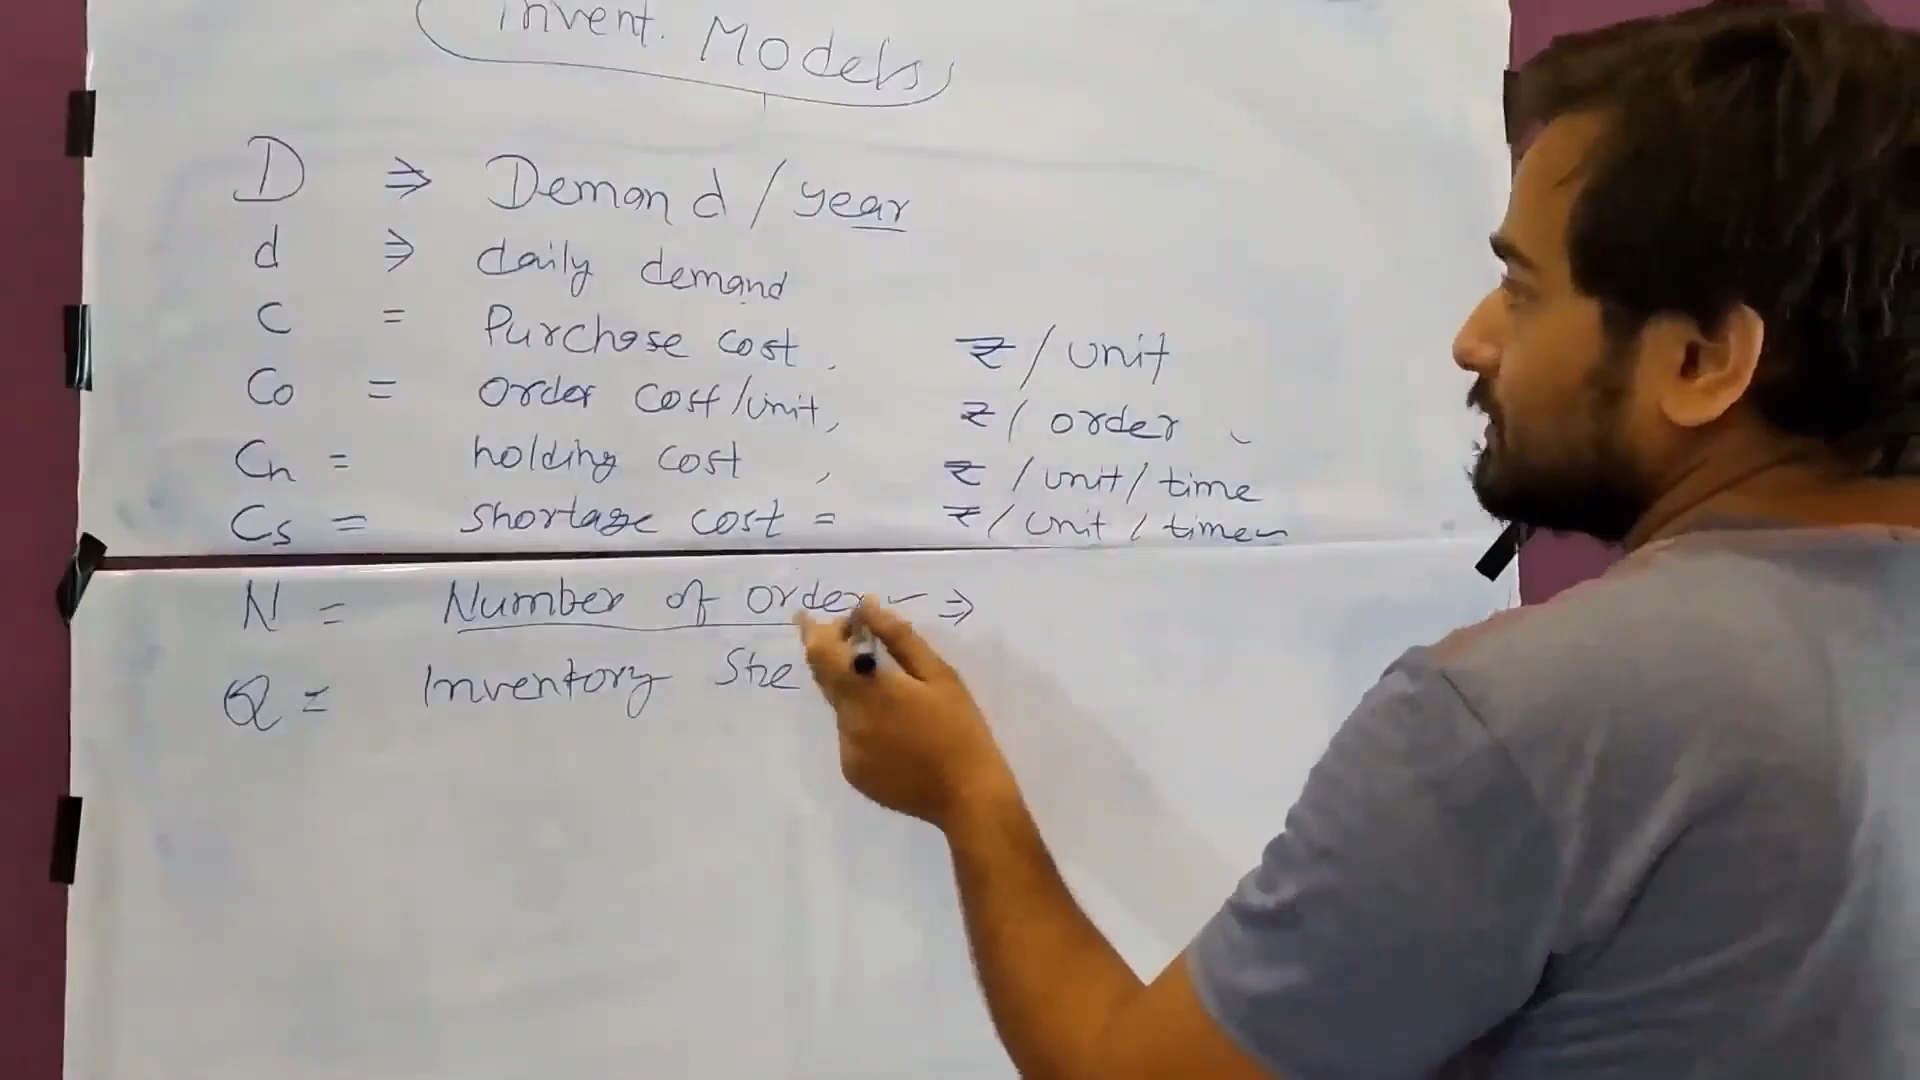 Invent. Models
D ⇒ Demand / year
d ⇒ daily demand
C = Purchase cost, ₹ / unit
Co = order cost/unit, ₹ / order
Ch = holding cost, ₹ / unit / time
Cs = shortage cost = ₹ / unit / time
N = Number of order ⇒
Q = Inventory Size